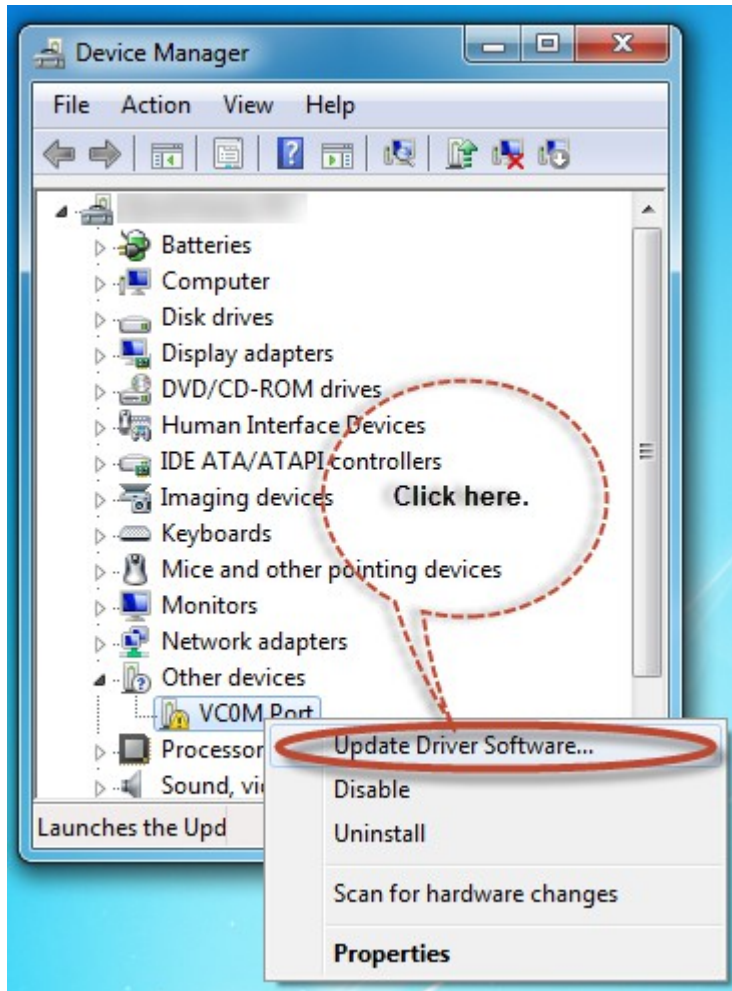 Device Manager
File Action View Help
Batteries
Computer
Disk drives
Display adapters
DVD/CD-ROM drives
Human Interface Devices
IDE ATA/ATAPI controllers
Imaging devices
Click here.
Keyboards
Mice and other pointing devices
Monitors
Network adapters
Other devices
VC0M Port
Processor
Update Driver Software...
Sound, vi
Disable
Launches the Upd
Uninstall
Scan for hardware changes
Properties